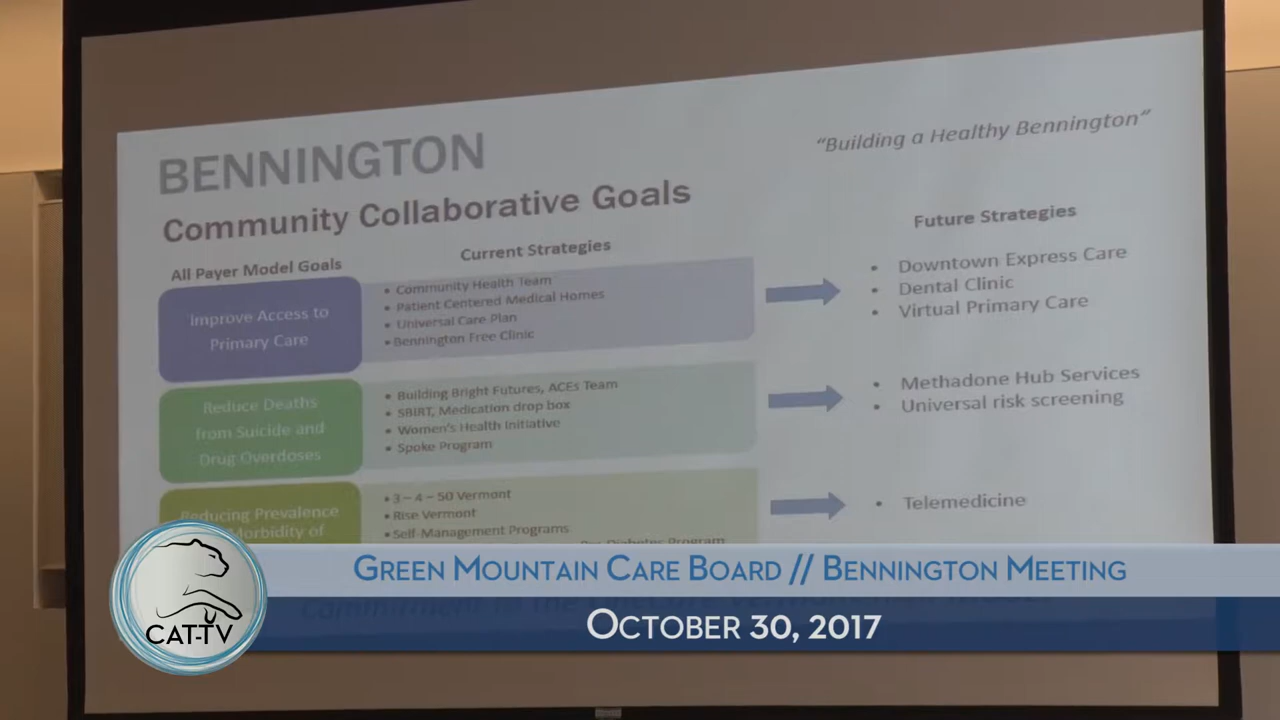 BENNINGTON
"Building a Healthy Bennington"
Community Collaborative Goals
All Payer Model Goals
Current Strategies
Future Strategies
Improve Access to
Primary Care
• Community Health Team
• Patient Centered Medical Homes
• Universal Care Plan
• Bennington Free Clinic
• Downtown Express Care
• Dental Clinic
• Virtual Primary Care
Reduce Deaths
from Suicide and
Drug Overdoses
• Building Bright Futures, ACEs Team
• SBIRT, Medication drop box
• Women's Health Initiative
• Spoke Program
• Methadone Hub Services
• Universal risk screening
Reducing Prevalence
Morbidity of
• 3 – 4 – 50 Vermont
• Rise Vermont
• Self-Management Programs
Program
• Telemedicine
GREEN MOUNTAIN CARE BOARD // BENNINGTON MEETING
OCTOBER 30, 2017
CAT-TV